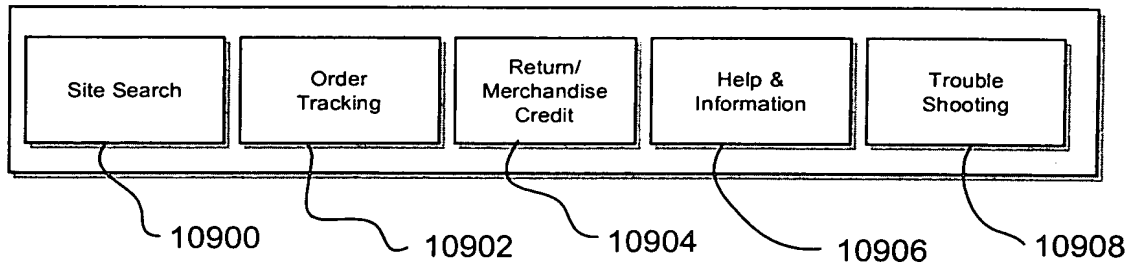 Site Search
Order
Tracking
Return/
Merchandise
Credit
Help &
Information
Trouble
Shooting
10900
10902
10904
10906
10908